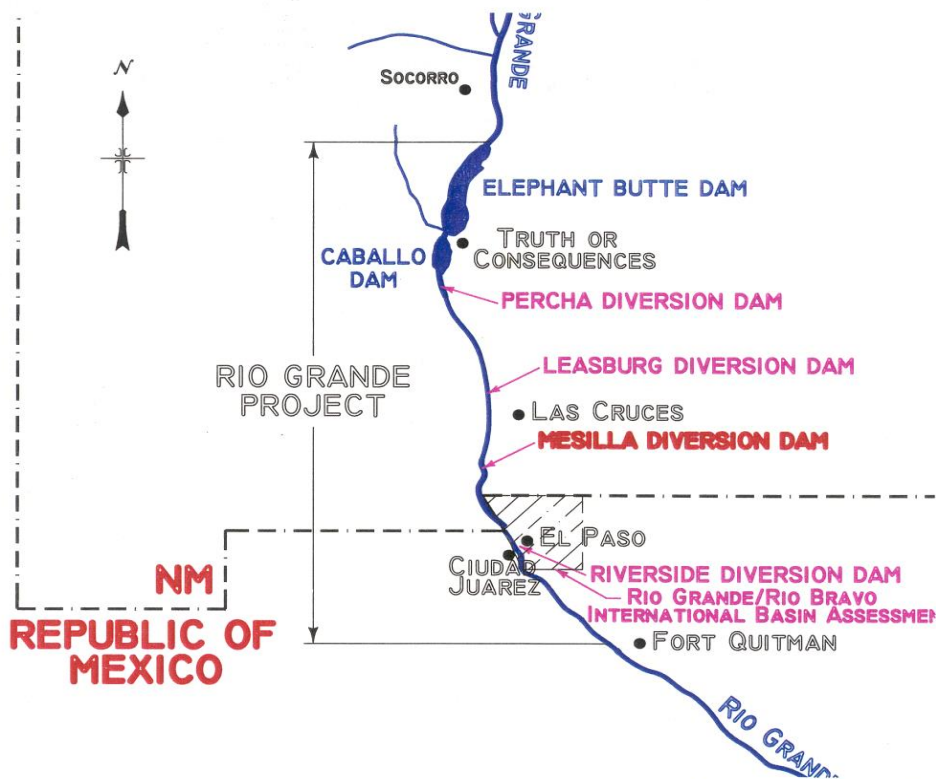 GRANDE
N
SOCORRO
ELEPHANT BUTTE DAM
TRUTH OR
CONSEQUENCES
CABALLO
DAM
PERCHA DIVERSION DAM
LEASBURG DIVERSION DAM
RIO GRANDE
PROJECT
LAS CRUCES
MESILLA DIVERSION DAM
EL PASO
CIUDAD
JUAREZ
NM
RIVERSIDE DIVERSION DAM
RIO GRANDE/RIO BRAVO
INTERNATIONAL BASIN ASSESSMEN
REPUBLIC OF
MEXICO
FORT QUITMAN
RIO GRAND